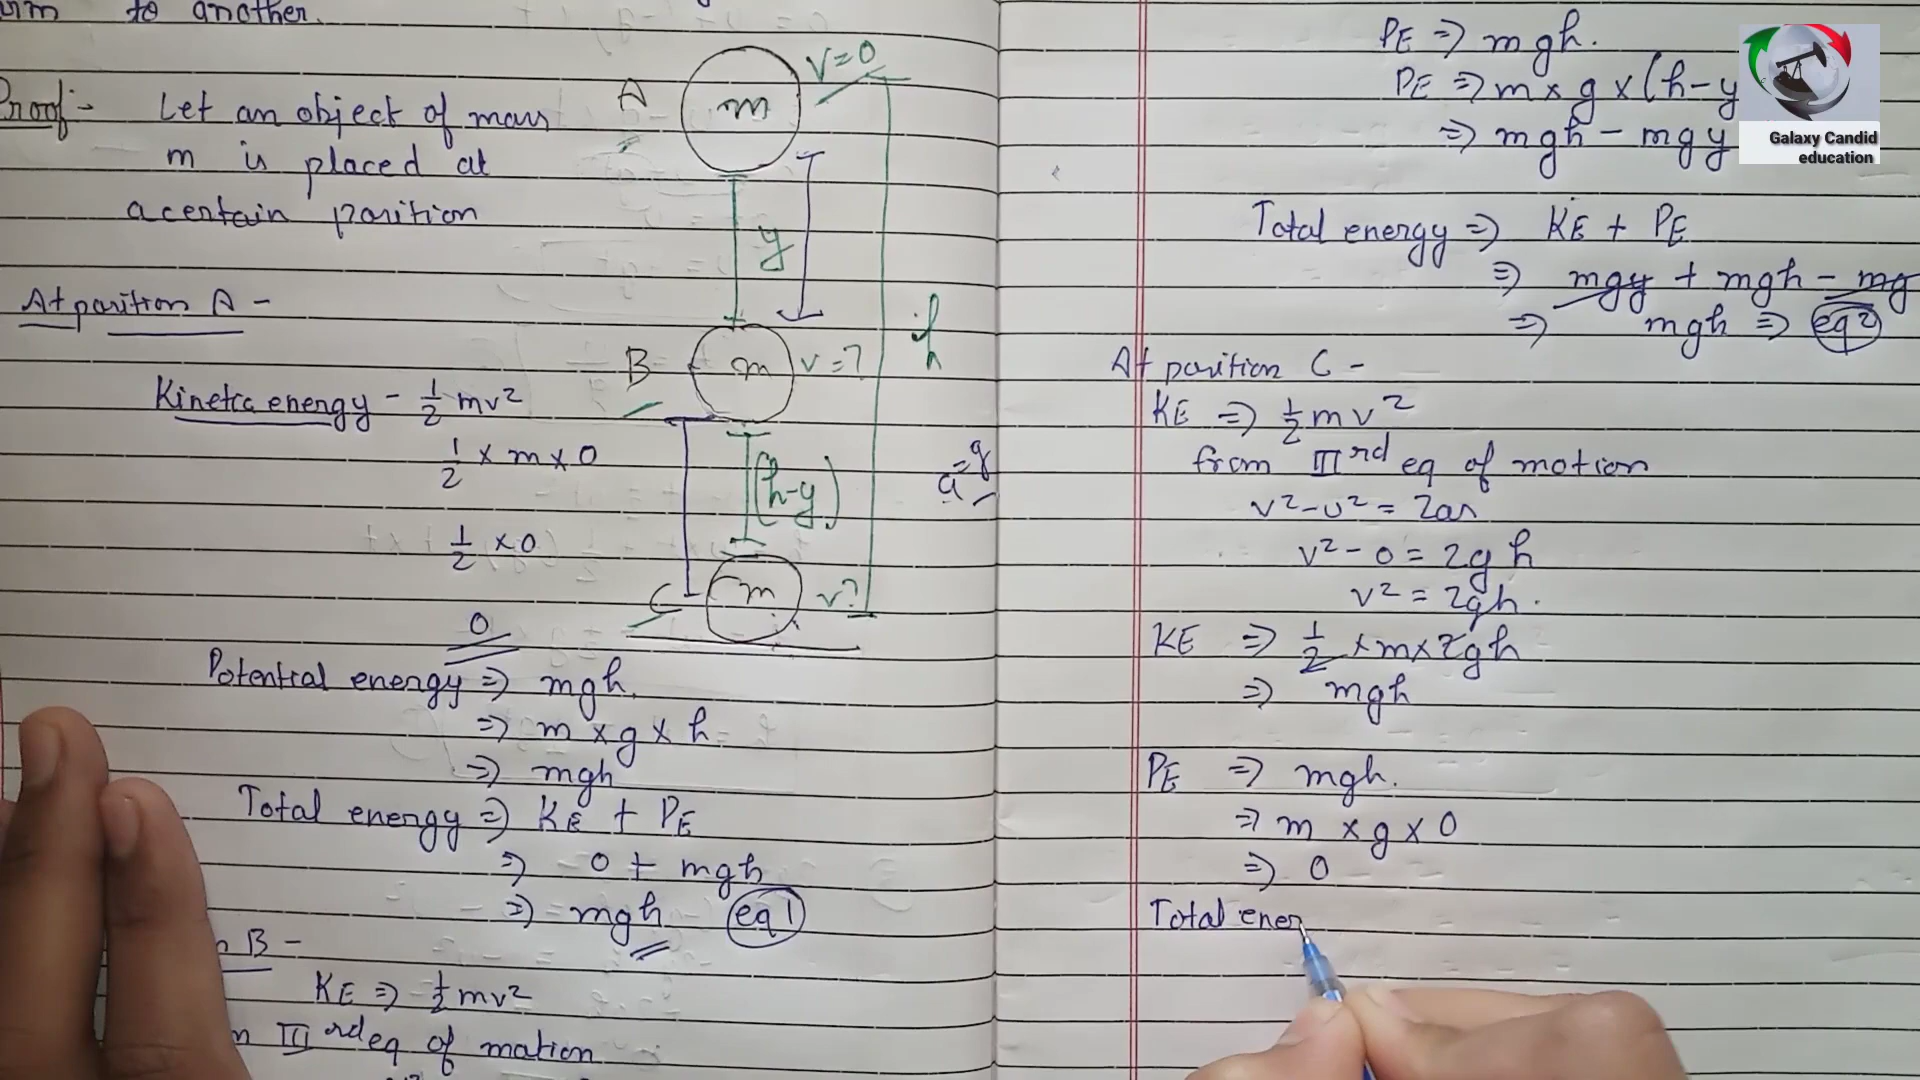 to another.
Proof:- Let an object of mass
m is placed at
a certain position
A m v=0
y
h
B m v=?
(h-y)
a=g
C m v?
At position A -
Kinetic energy - 1/2 mv²
1/2 × m × 0
1/2 × 0
0
Potential energy ⇒ mgh.
⇒ m × g × h
⇒ mgh
Total energy ⇒ KE + PE
⇒ 0 + mgh
⇒ mgh eq 1
B -
KE ⇒ 1/2 mv²
IIIrd eq of motion
PE ⇒ mgh.
PE ⇒ m × g × (h-y
⇒ mgh - mgy
Total energy ⇒ KE + PE
⇒ mgy + mgh - mg
⇒ mgh ⇒ eq 2
At position C -
KE ⇒ 1/2 mv²
from IIIrd eq of motion
v² - u² = 2as
v² - 0 = 2gh
v² = 2gh.
KE ⇒ 1/2 × m × 2gh
⇒ mgh
PE ⇒ mgh.
⇒ m × g × 0
⇒ 0
Total ener
Galaxy Candid
education